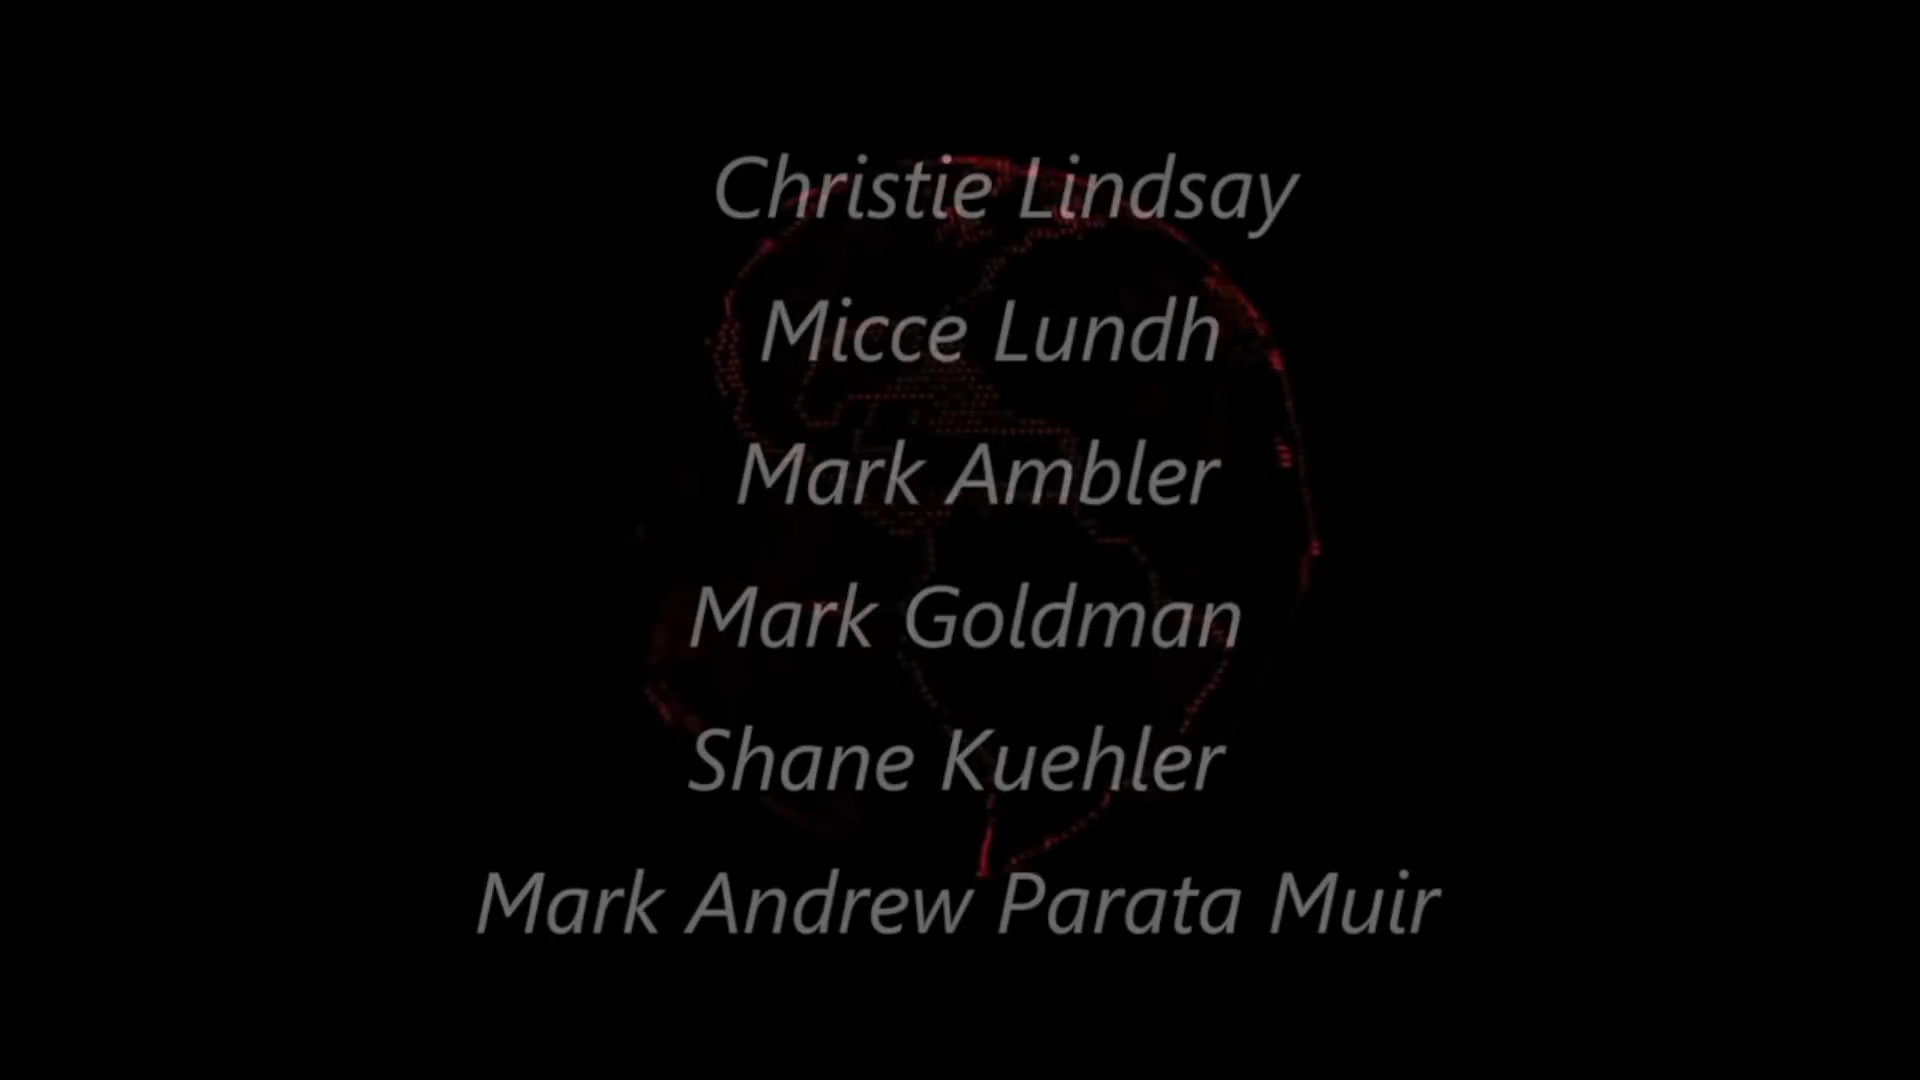 Christie Lindsay
Micce Lundh
Mark Ambler
Mark Goldman
Shane Kuehler
Mark Andrew Parata Muir